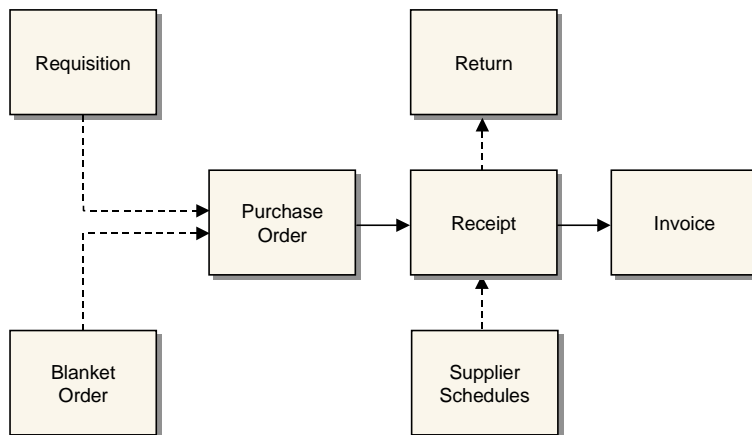 Requisition
Return
Purchase
Order
Receipt
Invoice
Blanket
Order
Supplier
Schedules